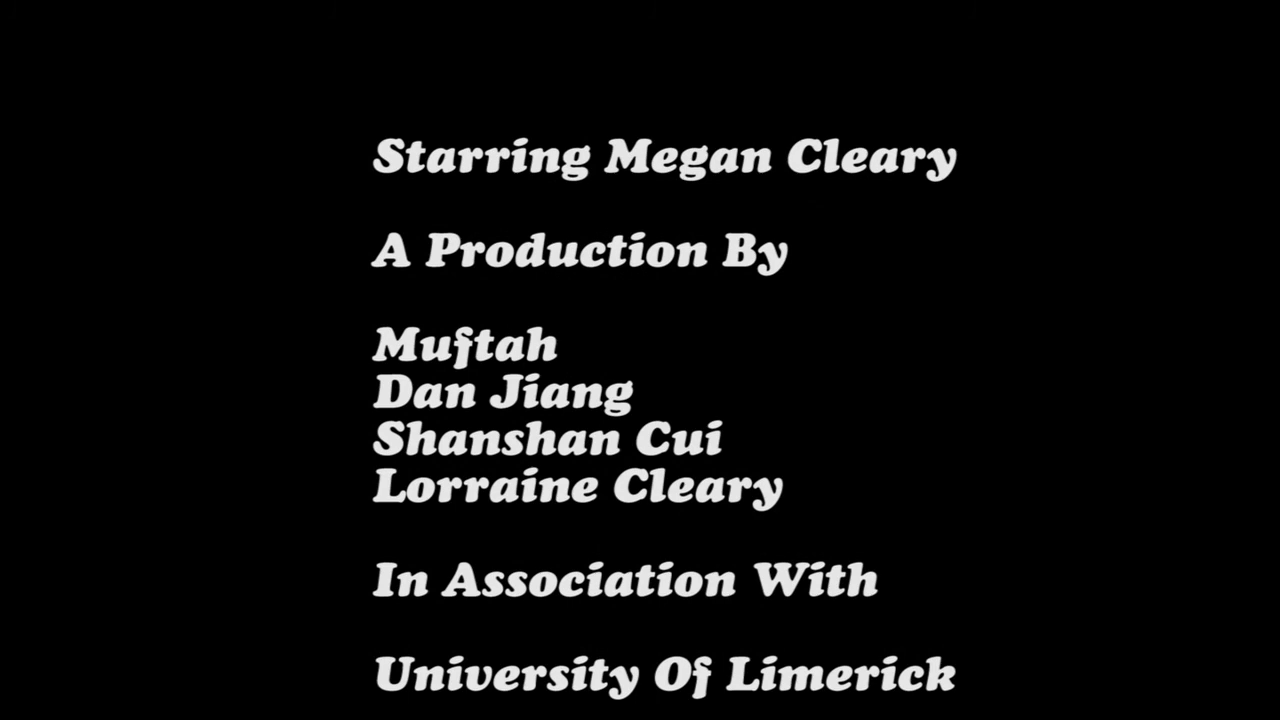 Starring Megan Cleary
A Production By
Muftah
Dan Jiang
Shanshan Cui
Lorraine Cleary
In Association With
University Of Limerick